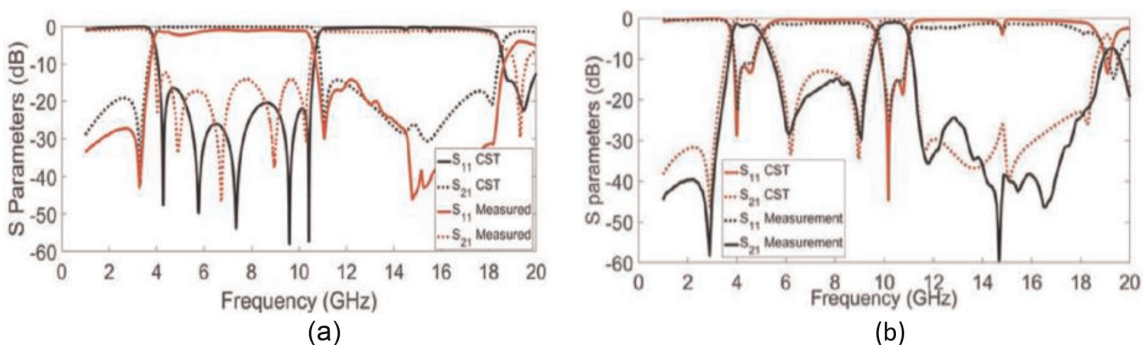 S Parameters (dB)
0
-10
-20
-30
-40
-50
-60
0 2 4 6 8 10 12 14 16 18 20
Frequency (GHz)
S11 CST
S21 CST
S11 Measured
S21 Measured
(a)
S parameters (dB)
0
-10
-20
-30
-40
-50
-60
0 2 4 6 8 10 12 14 16 18 20
Frequency (GHz)
S11 CST
S21 CST
S11 Measurement
S21 Measurement
(b)